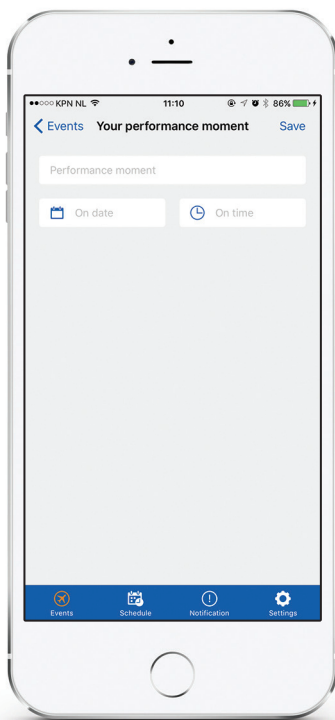 KPN NL 11:10 86%
Events Your performance moment Save
Performance moment
On date On time
Events Schedule Notification Settings